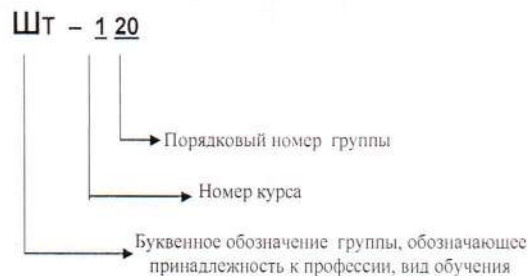 Шт – 1 20
Порядковый номер группы
Номер курса
Буквенное обозначение группы, обозначающее
принадлежность к профессии, вид обучения